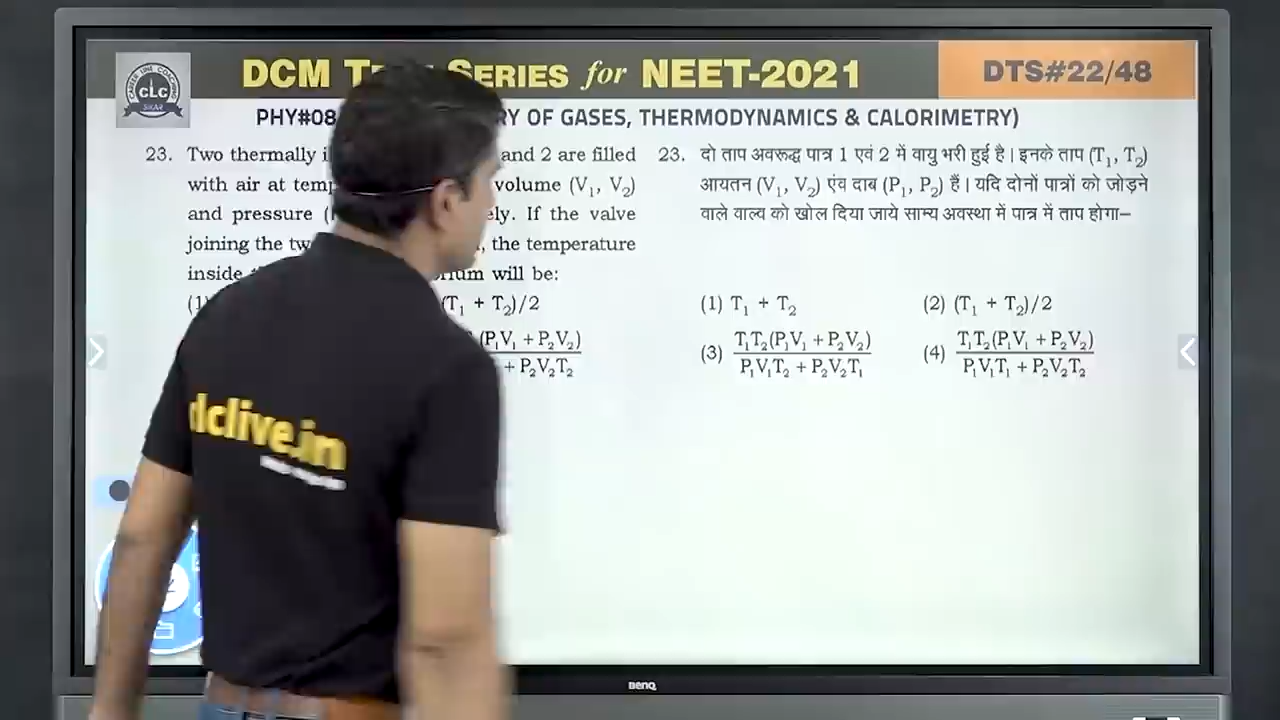 CLC
SIKAR
DCM T SERIES for NEET-2021
DTS#22/48
PHY#08 RY OF GASES, THERMODYNAMICS & CALORIMETRY)
23. Two thermally i and 2 are filled
with air at temp volume (V₁, V₂)
and pressure ( ely. If the valve
joining the tw , the temperature
inside rium will be:
(1) (T₁ + T₂)/2
(P₁V₁ + P₂V₂)
+ P₂V₂T₂
23. दो ताप अवरूद्ध पात्र 1 एवं 2 में वायु भरी हुई है। इनके ताप (T₁, T₂)
आयतन (V₁, V₂) एंव दाब (P₁, P₂) हैं। यदि दोनों पात्रों को जोड़ने
वाले वाल्व को खोल दिया जाये साम्य अवस्था में पात्र में ताप होगा–
(1) T₁ + T₂ (2) (T₁ + T₂)/2
(3) T₁T₂(P₁V₁ + P₂V₂) / P₁V₁T₂ + P₂V₂T₁ (4) T₁T₂(P₁V₁ + P₂V₂) / P₁V₁T₁ + P₂V₂T₂
clclive.in
BenQ